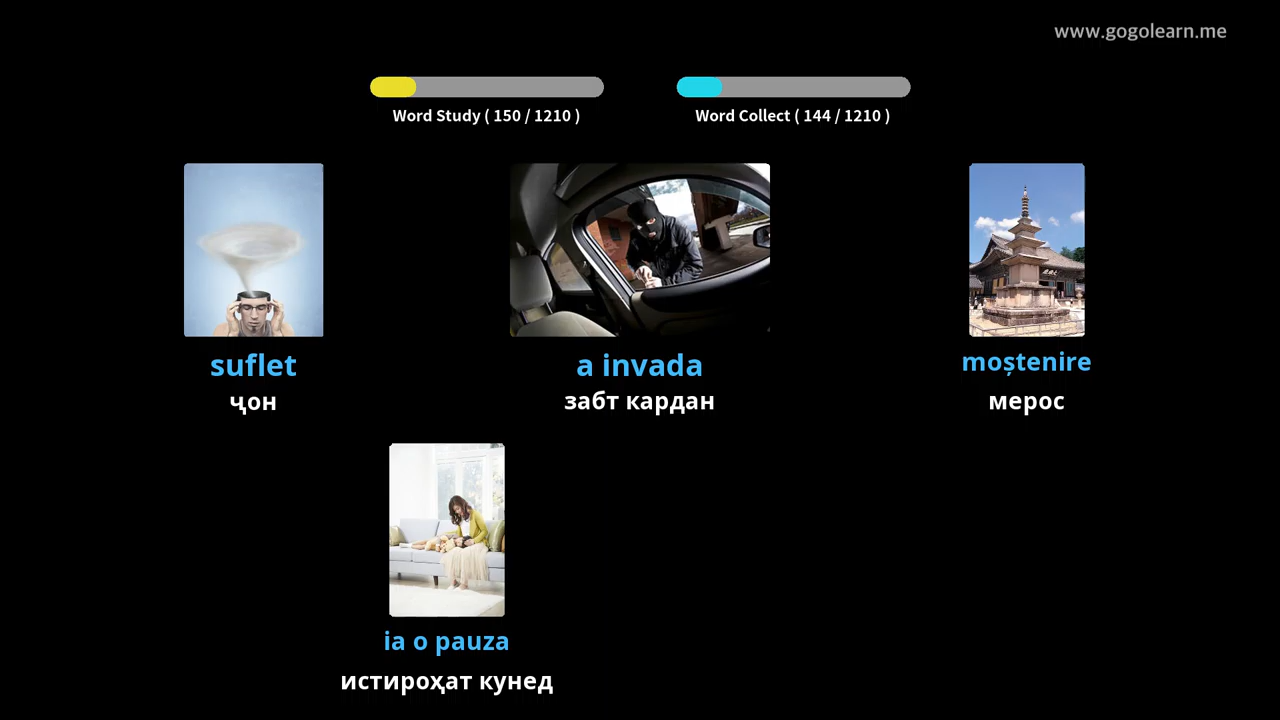 www.gogolearn.me
Word Study ( 150 / 1210 )
Word Collect ( 144 / 1210 )
suflet
ҷон
a invada
забт кардан
moștenire
мерос
ia o pauza
истироҳат кунед